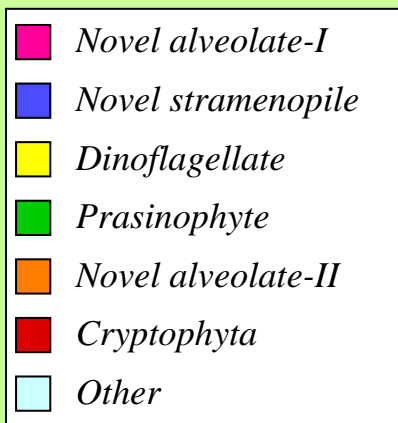 Novel alveolate-I
Novel stramenopile
Dinoflagellate
Prasinophyte
Novel alveolate-II
Cryptophyta
Other